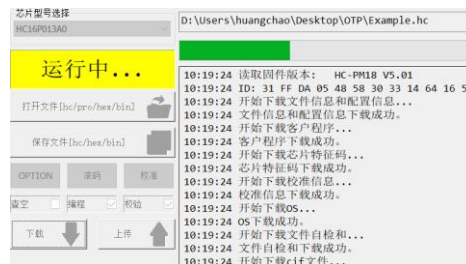 芯片型号选择
HC16P013A0
运行中...
打开文件[hc/pro/hex/bin]
保存文件[hc/hex/bin]
OPTION
滚码
校准
查空
编程
校验
下载
上传
D:\Users\huangchao\Desktop\OTP\Example.hc
10:19:24 读取固件版本: HC-PM18 V5.01
10:19:24 ID: 31 FF DA 05 48 58 30 33 14 64 16 5
10:19:24 开始下载文件信息和配置信息...
10:19:24 文件信息和配置信息下载成功。
10:19:24 开始下载客户程序...
10:19:24 客户程序下载成功。
10:19:24 开始下载芯片特征码...
10:19:24 芯片特征码下载成功。
10:19:24 开始下载校准信息...
10:19:24 校准信息下载成功。
10:19:24 开始下载OS...
10:19:24 OS下载成功。
10:19:24 开始下载文件自检和...
10:19:24 文件自检和下载成功。
10:19:24 开始下载cif文件...